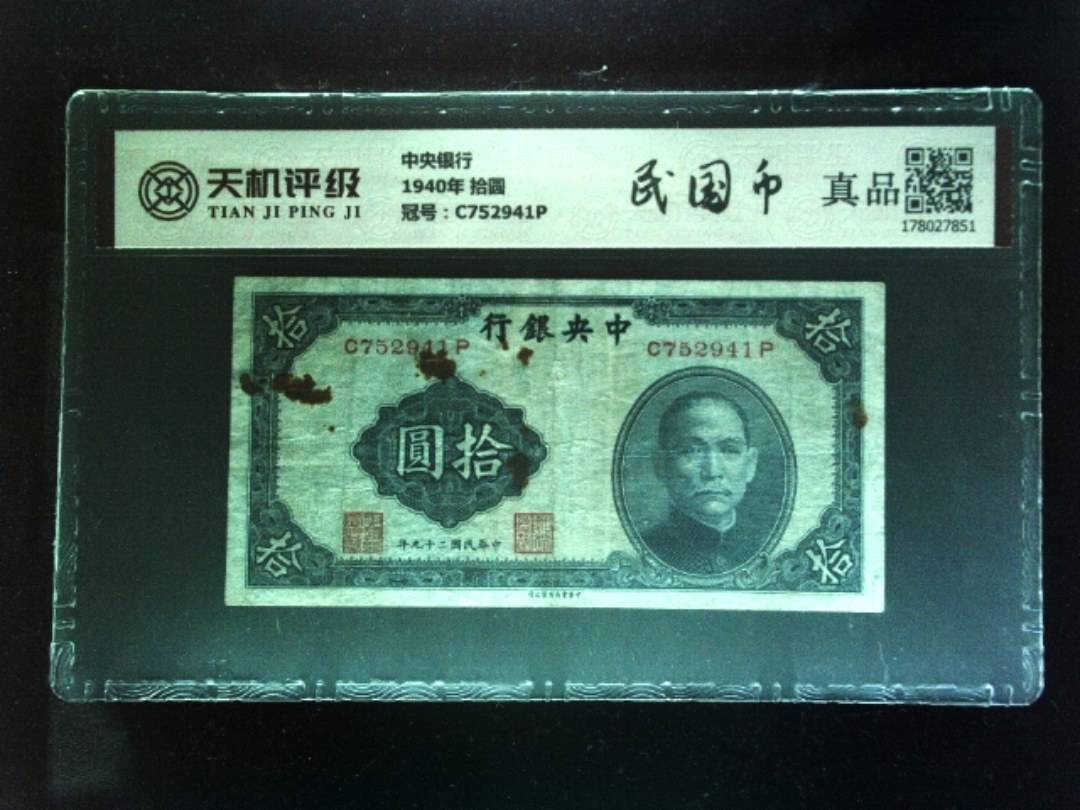 天机评级
TIAN JI PING JI
中央银行
1940年 拾圆
冠号：C752941P
民国币
真品
178027851
拾
拾
行銀央中
C752941P
C752941P
圓拾
年九十二國民華中
拾
拾